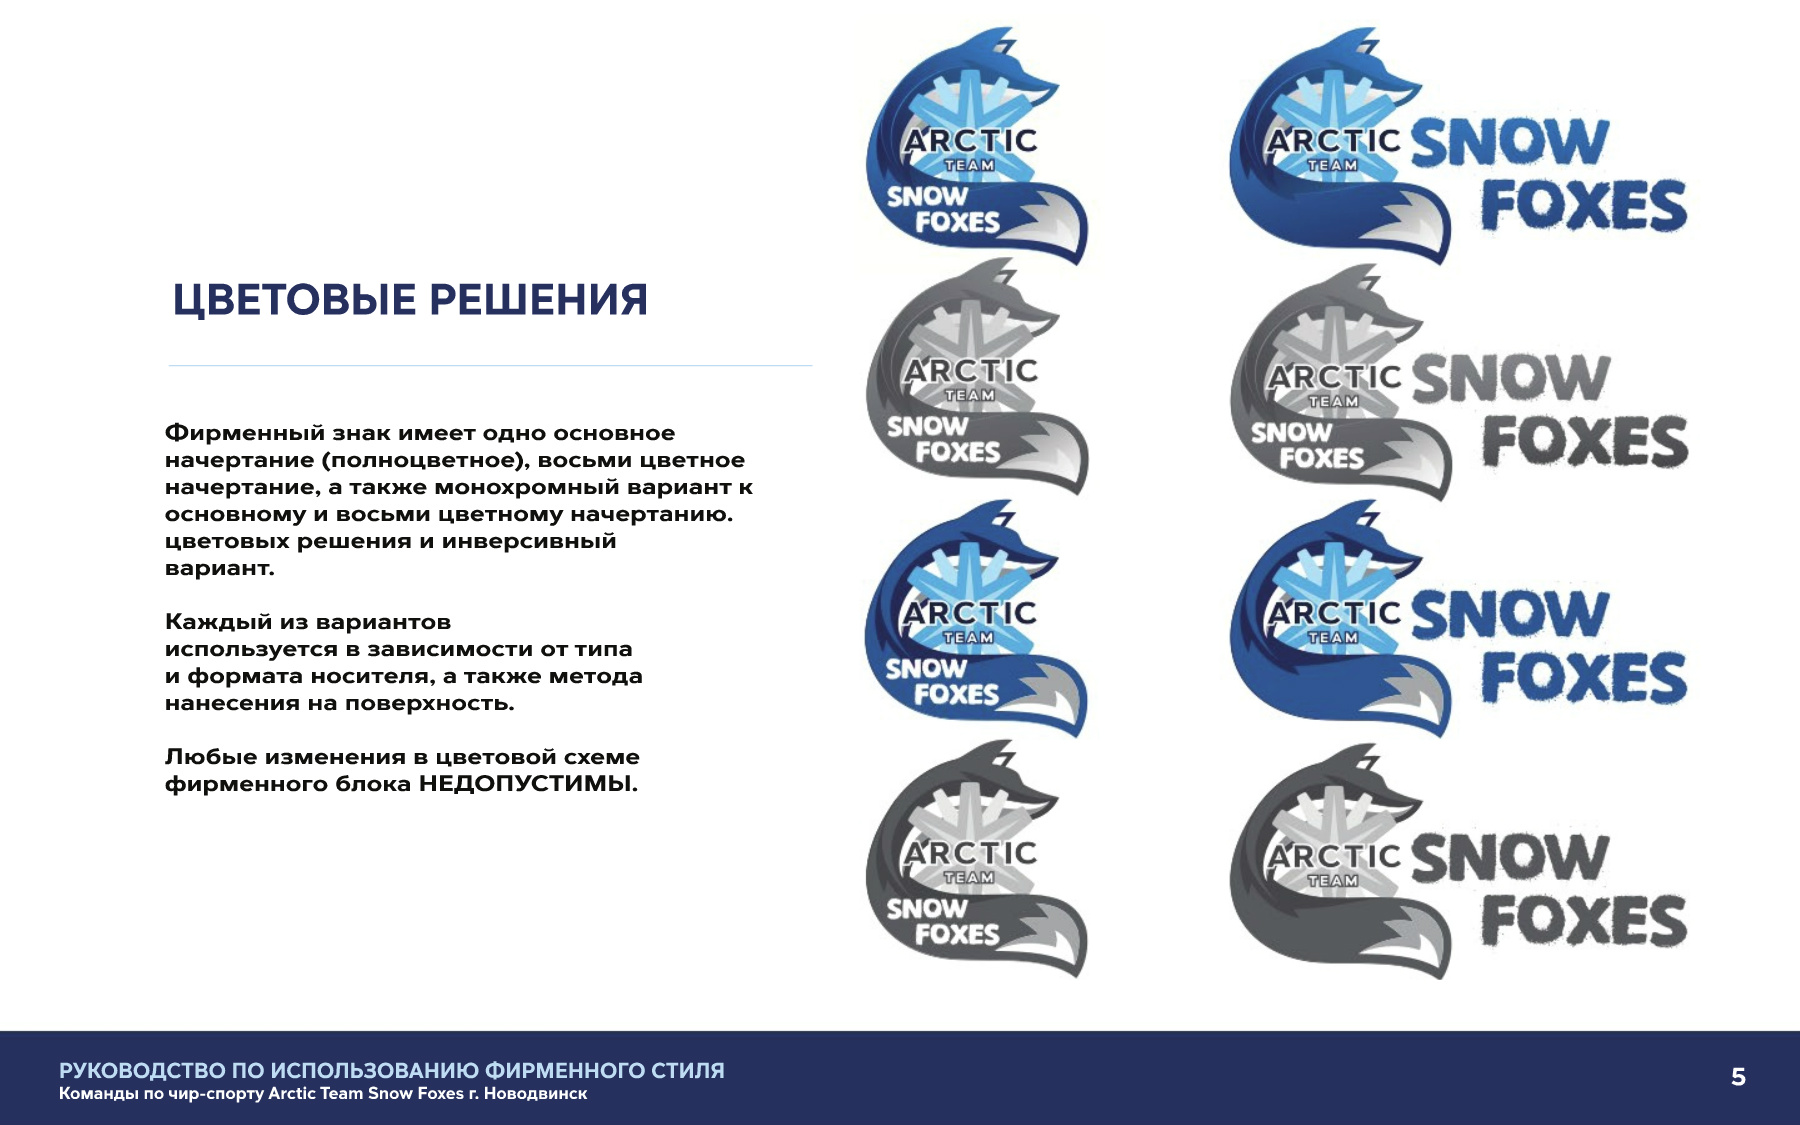 ЦВЕТОВЫЕ РЕШЕНИЯ
Фирменный знак имеет одно основное
начертание (полноцветное), восьми цветное
начертание, а также монохромный вариант к
основному и восьми цветному начертанию.
цветовых решения и инверсивный
вариант.
Каждый из вариантов
используется в зависимости от типа
и формата носителя, а также метода
нанесения на поверхность.
Любые изменения в цветовой схеме
фирменного блока НЕДОПУСТИМЫ.
ARCTIC
TEAM
SNOW
FOXES
ARCTIC
TEAM
SNOW
FOXES
ARCTIC
TEAM
SNOW
FOXES
ARCTIC
TEAM
SNOW
FOXES
SNOW
FOXES
ARCTIC
TEAM
SNOW
FOXES
ARCTIC
TEAM
SNOW
FOXES
ARCTIC
TEAM
SNOW
FOXES
ARCTIC
TEAM
SNOW
FOXES
РУКОВОДСТВО ПО ИСПОЛЬЗОВАНИЮ ФИРМЕННОГО СТИЛЯ
Команды по чир-спорту Arctic Team Snow Foxes г. Новодвинск
5